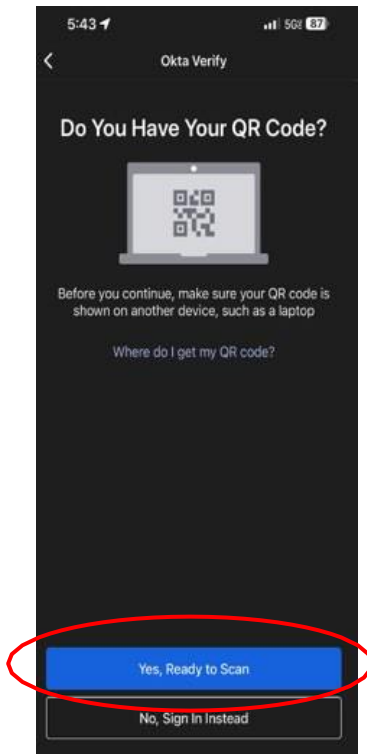 5:43
5G 87
Okta Verify
Do You Have Your QR Code?
Before you continue, make sure your QR code is
shown on another device, such as a laptop
Where do I get my QR code?
Yes, Ready to Scan
No, Sign In Instead